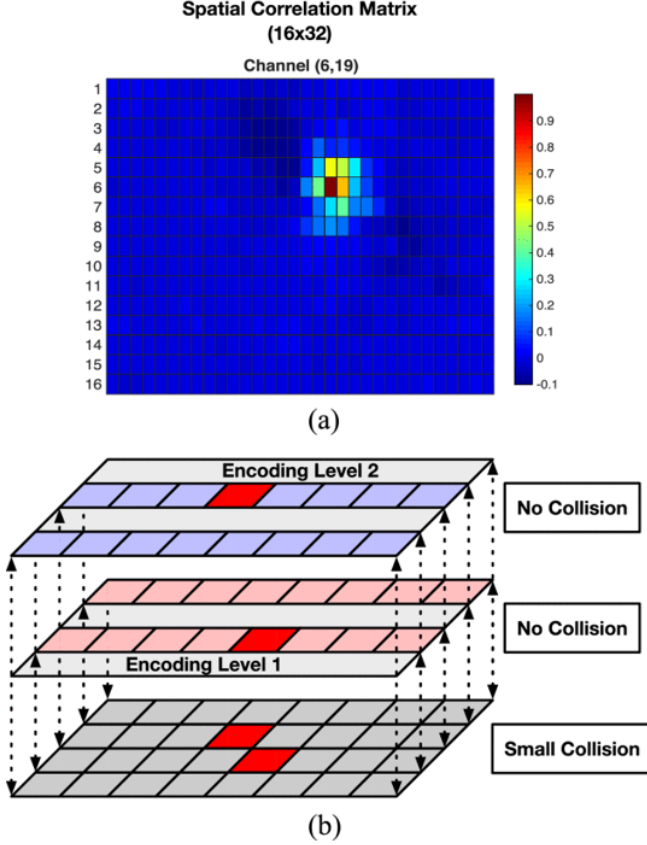 Spatial Correlation Matrix
(16x32)
Channel (6,19)
1
2
3
4
5
6
7
8
9
10
11
12
13
14
15
16
0.9
0.8
0.7
0.6
0.5
0.4
0.3
0.2
0.1
0
-0.1
(a)
Encoding Level 2
No Collision
No Collision
Encoding Level 1
Small Collision
(b)